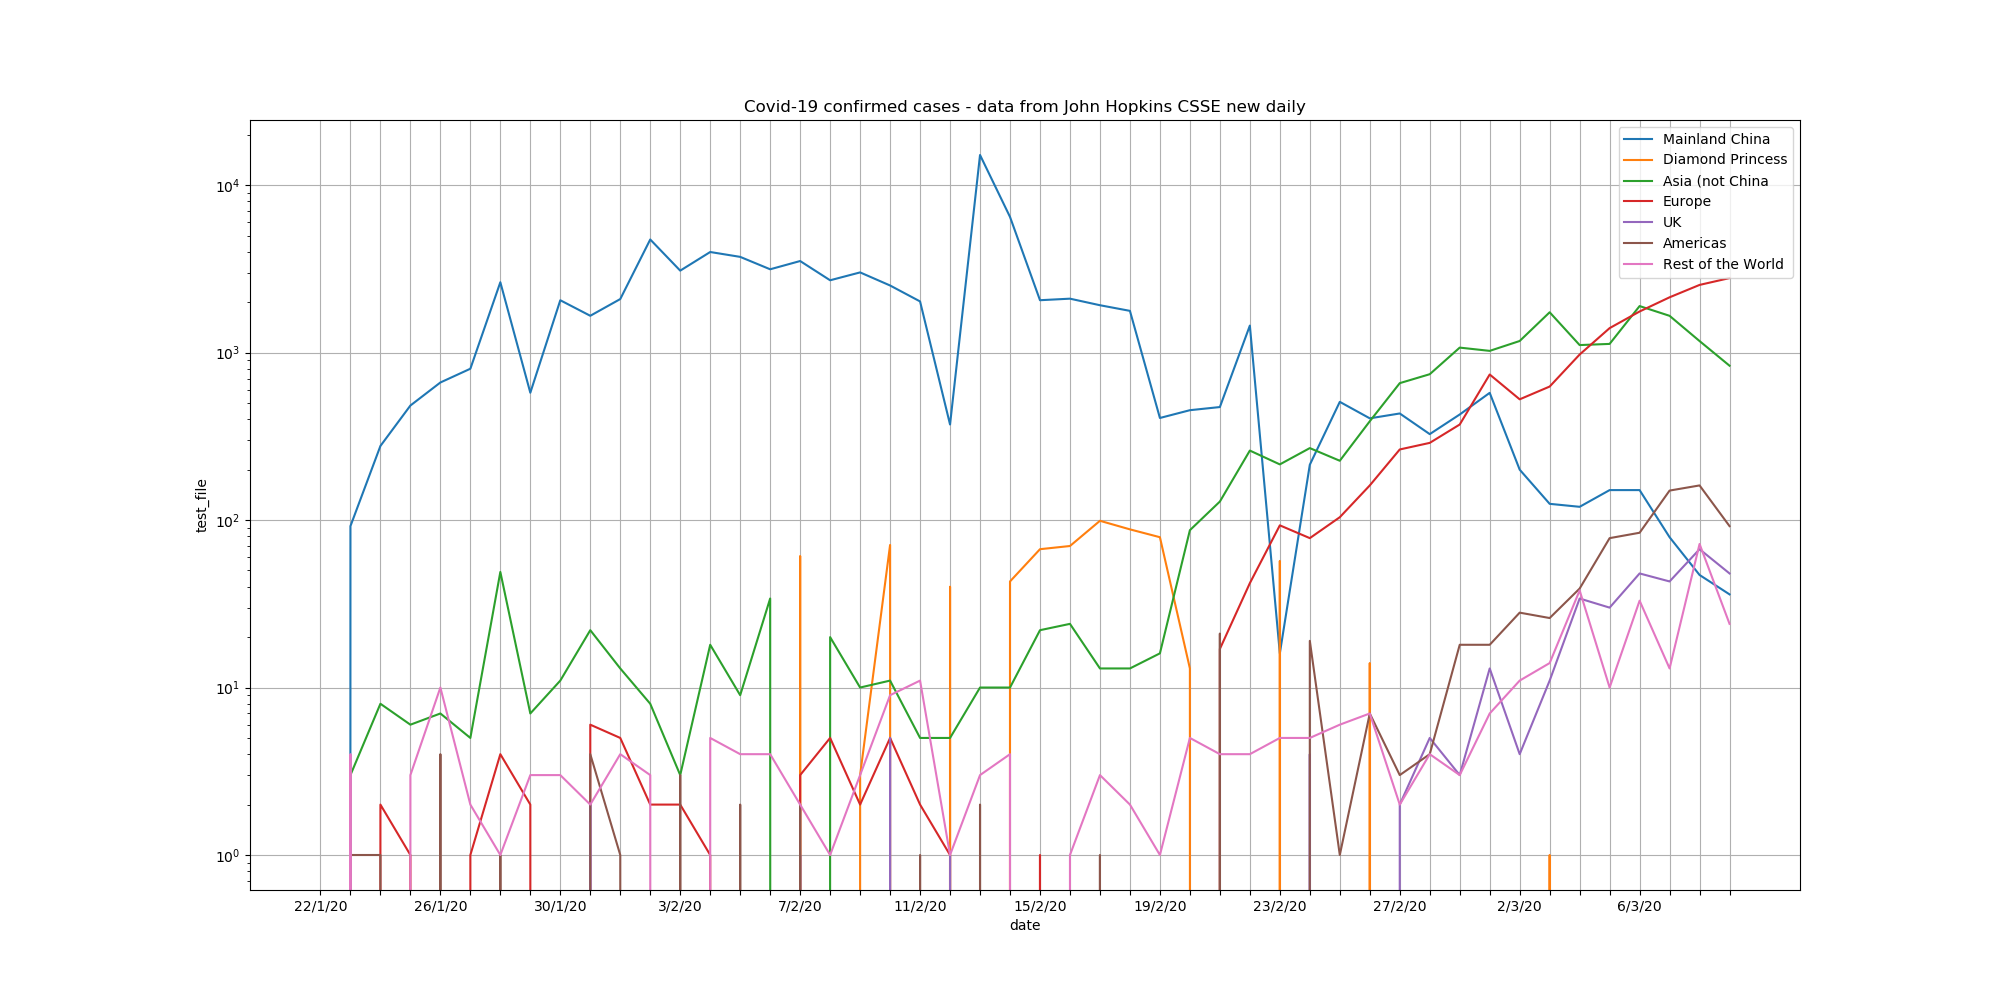 Covid-19 confirmed cases - data from John Hopkins CSSE new daily
Mainland China
Diamond Princess
Asia (not China
Europe
UK
Americas
Rest of the World
10⁴
10³
10²
10¹
10⁰
test_file
22/1/20 26/1/20 30/1/20 3/2/20 7/2/20 11/2/20 15/2/20 19/2/20 23/2/20 27/2/20 2/3/20 6/3/20
date